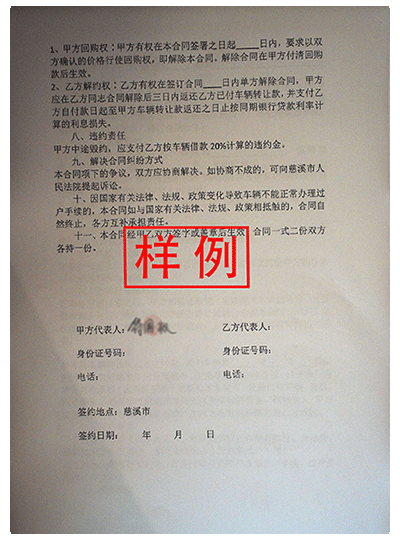 1、甲方回购权：甲方有权在本合同签署之日起____日内，要求以双
方确认的价格行使回购权，即解除本合同。解除合同在甲方付清回购
款后生效。
2、乙方解约权：乙方有权在签订合同____日内单方解除合同，甲方
应在乙方同志合同解除后三日内返还乙方已付车辆转让款，并支付乙
方自付款日起至甲方车辆转让款返还之日止按同期银行贷款利率计
算的利息损失。
八、违约责任
甲方中途毁约，应支付乙方按车辆借款20%计算的违约金。
九、解决合同纠纷方式
本合同项下的争议，双方应协商解决。如协商不成的，可向慈溪市人
民法院提起诉讼。
十、因国家有关法律、法规、政策变化导致车辆不能正常办理过
户手续的，本合同如与国家有关法律、法规、政策相抵触的，合同自
然终止，各方互补承担责任。
十一、本合同经甲乙双方签字或盖章后生效，合同一式二份双方
各持一份。
样例
甲方代表人：
乙方代表人：
身份证号码：
身份证号码：
电话：
电话：
签约地点：慈溪市
签约日期： 年 月 日